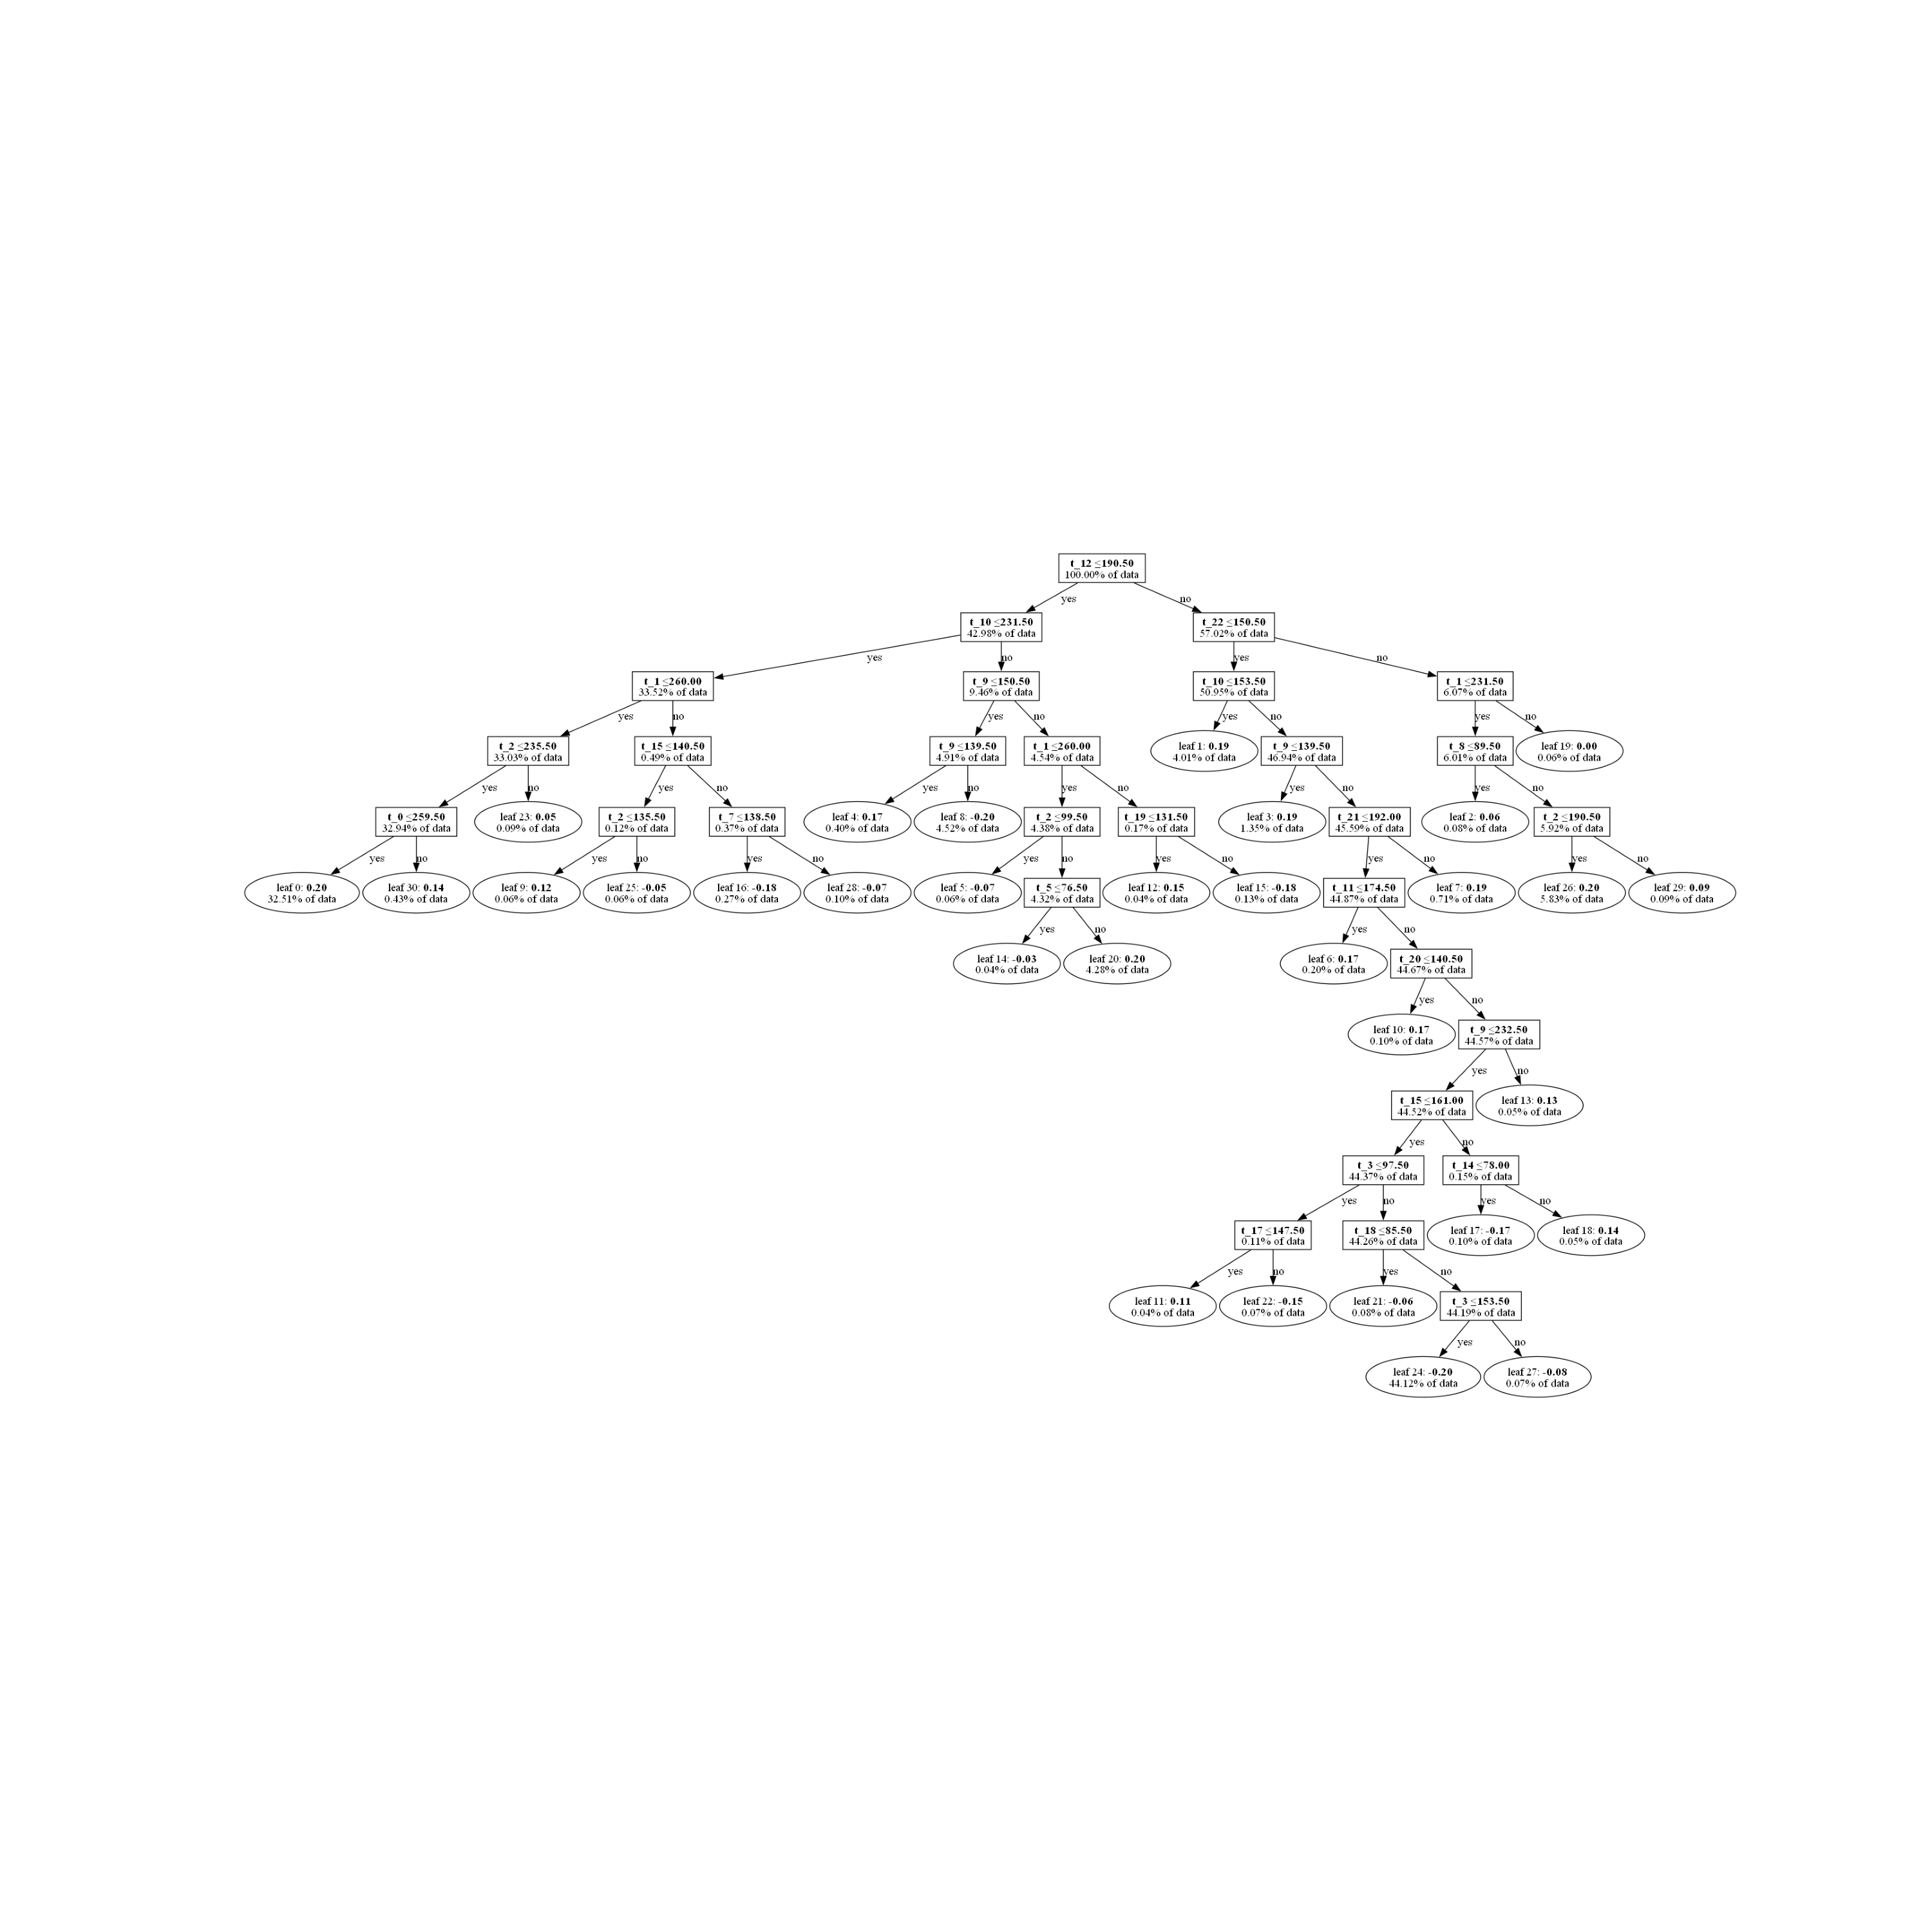 t_12 ≤190.50
100.00% of data
yes
no
t_10 ≤231.50
42.98% of data
t_22 ≤150.50
57.02% of data
yes
no
yes
no
t_1 ≤260.00
33.52% of data
t_9 ≤150.50
9.46% of data
t_10 ≤153.50
50.95% of data
t_1 ≤231.50
6.07% of data
yes
no
yes
no
yes
no
yes
no
t_2 ≤235.50
33.03% of data
t_15 ≤140.50
0.49% of data
t_9 ≤139.50
4.91% of data
t_1 ≤260.00
4.54% of data
leaf 1: 0.19
4.01% of data
t_9 ≤139.50
46.94% of data
t_8 ≤89.50
6.01% of data
leaf 19: 0.00
0.06% of data
yes
no
yes
no
yes
no
yes
no
yes
no
yes
no
t_0 ≤259.50
32.94% of data
leaf 23: 0.05
0.09% of data
t_2 ≤135.50
0.12% of data
t_7 ≤138.50
0.37% of data
leaf 4: 0.17
0.40% of data
leaf 8: -0.20
4.52% of data
t_2 ≤99.50
4.38% of data
t_19 ≤131.50
0.17% of data
leaf 3: 0.19
1.35% of data
t_21 ≤192.00
45.59% of data
leaf 2: 0.06
0.08% of data
t_2 ≤190.50
5.92% of data
yes
no
yes
no
yes
no
yes
no
yes
no
yes
no
yes
no
leaf 0: 0.20
32.51% of data
leaf 30: 0.14
0.43% of data
leaf 9: 0.12
0.06% of data
leaf 25: -0.05
0.06% of data
leaf 16: -0.18
0.27% of data
leaf 28: -0.07
0.10% of data
leaf 5: -0.07
0.06% of data
t_5 ≤76.50
4.32% of data
leaf 12: 0.15
0.04% of data
leaf 15: -0.18
0.13% of data
t_11 ≤174.50
44.87% of data
leaf 7: 0.19
0.71% of data
leaf 26: 0.20
5.83% of data
leaf 29: 0.09
0.09% of data
yes
no
yes
no
leaf 14: -0.03
0.04% of data
leaf 20: 0.20
4.28% of data
leaf 6: 0.17
0.20% of data
t_20 ≤140.50
44.67% of data
yes
no
leaf 10: 0.17
0.10% of data
t_9 ≤232.50
44.57% of data
yes
no
t_15 ≤161.00
44.52% of data
leaf 13: 0.13
0.05% of data
yes
no
t_3 ≤97.50
44.37% of data
t_14 ≤78.00
0.15% of data
yes
no
yes
no
t_17 ≤147.50
0.11% of data
t_18 ≤85.50
44.26% of data
leaf 17: -0.17
0.10% of data
leaf 18: 0.14
0.05% of data
yes
no
yes
no
leaf 11: 0.11
0.04% of data
leaf 22: -0.15
0.07% of data
leaf 21: -0.06
0.08% of data
t_3 ≤153.50
44.19% of data
yes
no
leaf 24: -0.20
44.12% of data
leaf 27: -0.08
0.07% of data